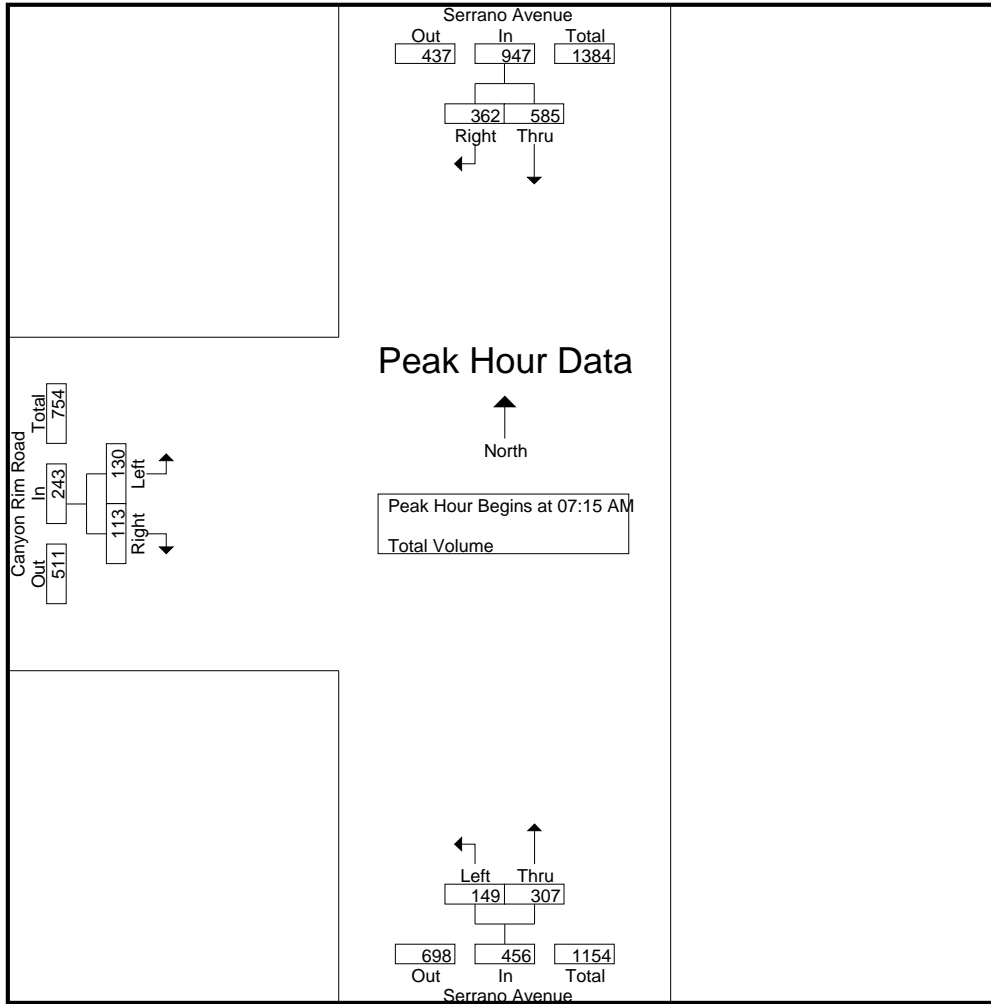 Serrano Avenue
Out In Total
437 947 1384
362 585
Right Thru
Peak Hour Data
North
Peak Hour Begins at 07:15 AM
Total Volume
Canyon Rim Road
Out In Total
511 243 754
113 130
Right Left
Left Thru
149 307
698 456 1154
Out In Total
Serrano Avenue